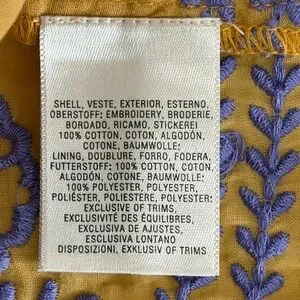 SHELL, VESTE, EXTERIOR, ESTERNO,
OBERSTOFF: EMBROIDERY, BRODERIE,
BORDADO, RICAMO, STICKEREI
100% COTTON, COTON, ALGODÓN,
COTONE, BAUMWOLLE;
LINING, DOUBLURE, FORRO, FODERA,
FUTTERSTOFF: 100% COTTON, COTON,
ALGODÓN, COTONE, BAUMWOLLE:
100% POLYESTER, POLYESTER,
POLIÉSTER, POLIESTERE, POLYESTER:
EXCLUSIVE OF TRIMS,
EXCLUSIVITÉ DES ÉQUILIBRES,
EXCLUSIVA DE AJUSTES,
ESCLUSIVA LONTANO
DISPOSIZIONI, EXKLUSIV OF TRIMS